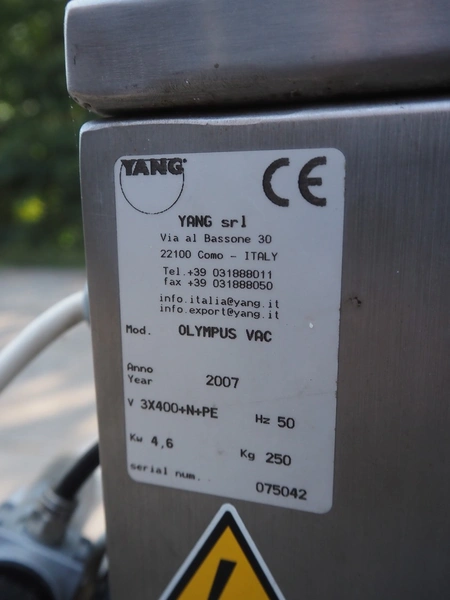 YANG
CE
YANG srl
Via al Bassone 30
22100 Como - ITALY
Tel.+39 031888011
fax +39 031888050
info.italia@yang.it
info.export@yang.it
Mod. OLYMPUS VAC
Anno
Year 2007
V 3X400+N+PE Hz 50
Kw 4,6 Kg 250
serial num. 075042
!